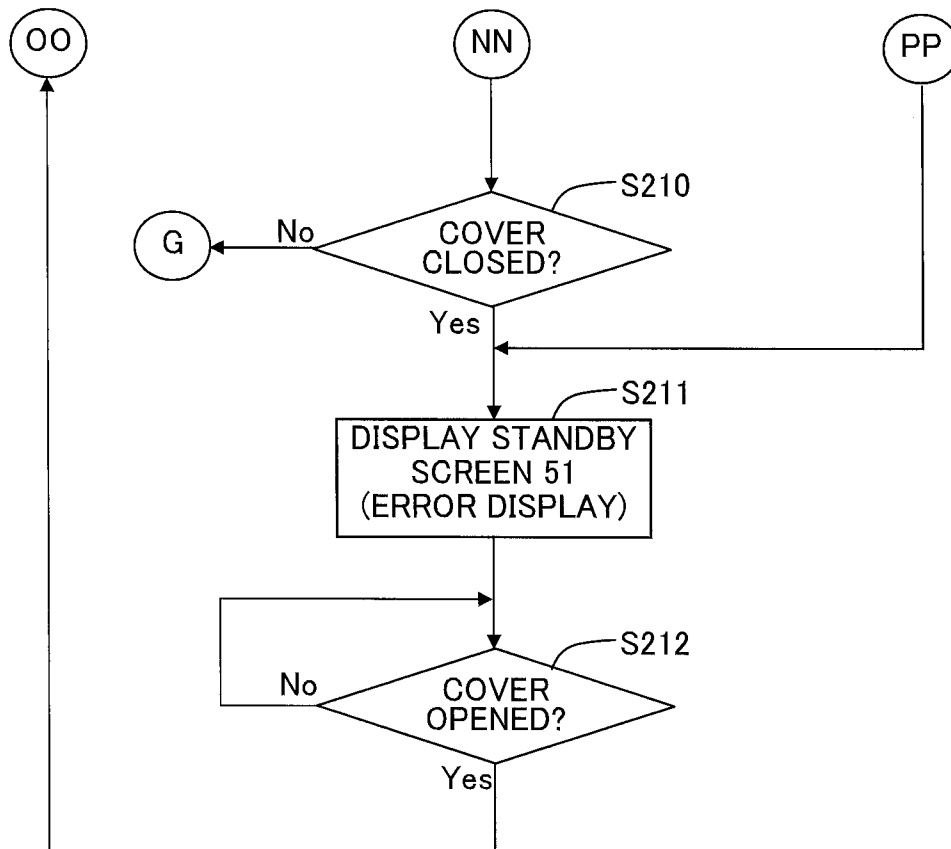 OO
NN
PP
S210
G
No
COVER
CLOSED?
Yes
S211
DISPLAY STANDBY
SCREEN 51
(ERROR DISPLAY)
S212
No
COVER
OPENED?
Yes